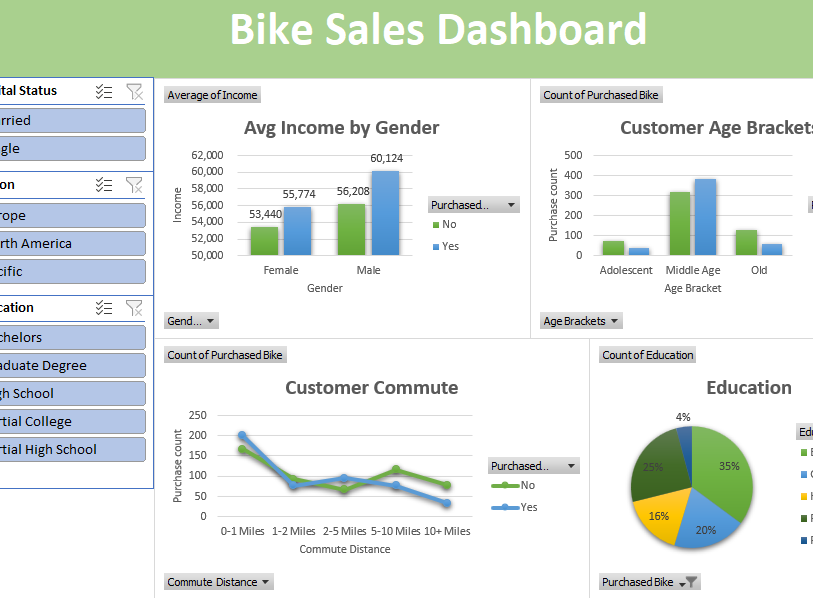 Bike Sales Dashboard
ital Status
rried
gle
on
rope
rth America
cific
cation
chelors
aduate Degree
gh School
rtial College
rtial High School
Average of Income
Avg Income by Gender
62,000
60,000
58,000
56,000
54,000
52,000
50,000
Income
53,440
55,774
56,208
60,124
Female
Male
Gender
Purchased...
No
Yes
Gend...
Count of Purchased Bike
Customer Age Brackets
500
400
300
200
100
0
Purchase count
Adolescent
Middle Age
Old
Age Bracket
Age Brackets
Count of Purchased Bike
Customer Commute
250
200
150
100
50
0
Purchase count
0-1 Miles
1-2 Miles
2-5 Miles
5-10 Miles
10+ Miles
Commute Distance
Purchased...
No
Yes
Commute Distance
Count of Education
Education
4%
35%
25%
16%
20%
Edu
Purchased Bike